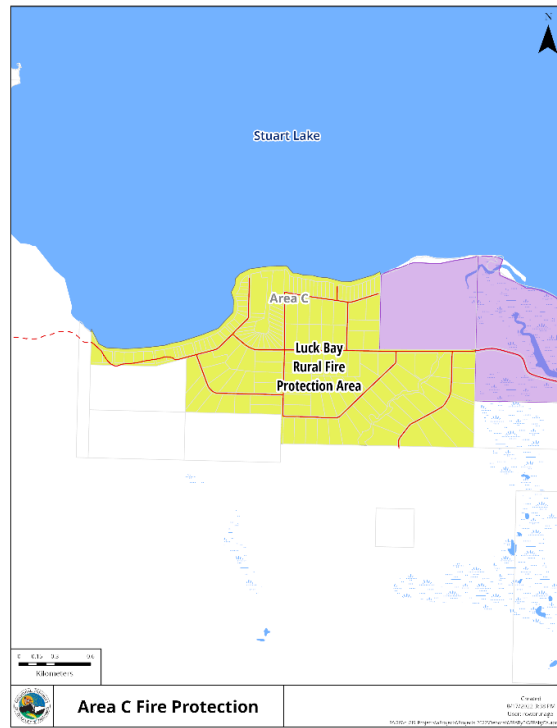 N
Stuart Lake
Area C
Luck Bay
Rural Fire
Protection Area
Kilometers
Area C Fire Protection
Created